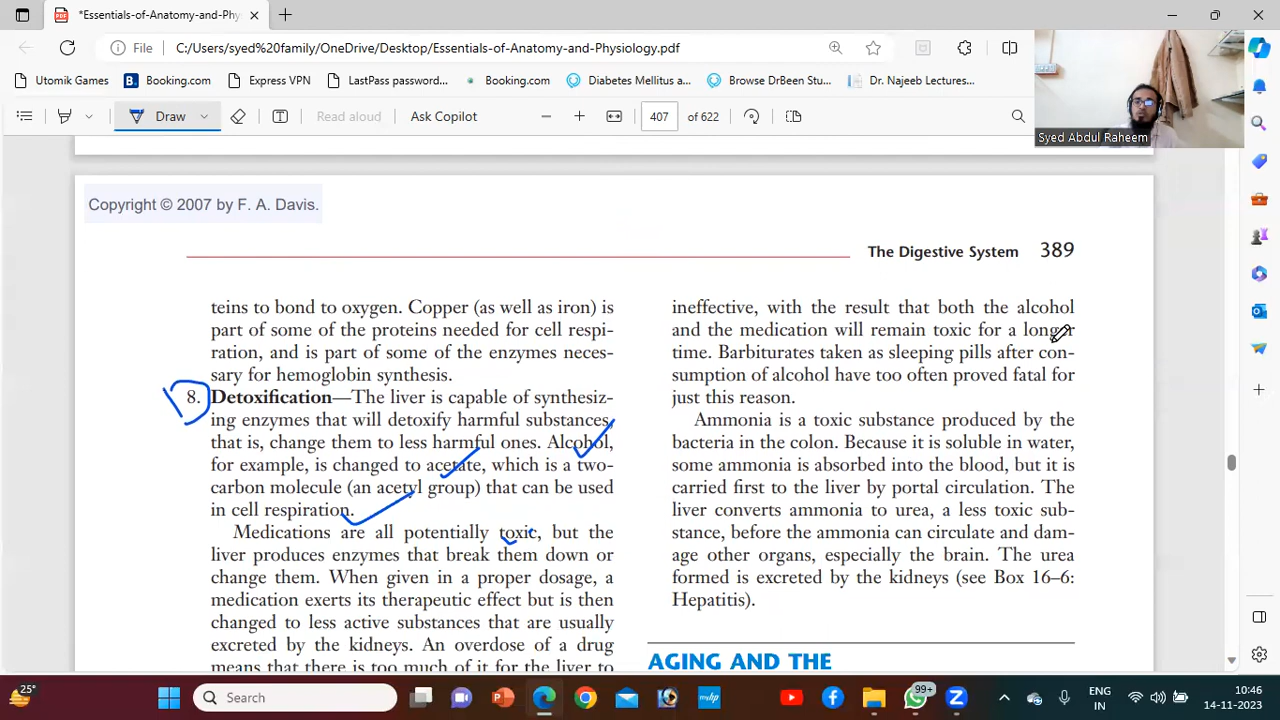 *Essentials-of-Anatomy-and-Phy
File C:/Users/syed%20family/OneDrive/Desktop/Essentials-of-Anatomy-and-Physiology.pdf
Utomik Games Booking.com Express VPN LastPass password... Booking.com Diabetes Mellitus a... Browse DrBeen Stu... Dr. Najeeb Lectures...
Draw Read aloud Ask Copilot 407 of 622
Syed Abdul Raheem
Copyright © 2007 by F. A. Davis.
The Digestive System 389
teins to bond to oxygen. Copper (as well as iron) is
part of some of the proteins needed for cell respi-
ration, and is part of some of the enzymes neces-
sary for hemoglobin synthesis.
8. Detoxification—The liver is capable of synthesiz-
ing enzymes that will detoxify harmful substances,
that is, change them to less harmful ones. Alcohol,
for example, is changed to acetate, which is a two-
carbon molecule (an acetyl group) that can be used
in cell respiration.
Medications are all potentially toxic, but the
liver produces enzymes that break them down or
change them. When given in a proper dosage, a
medication exerts its therapeutic effect but is then
changed to less active substances that are usually
excreted by the kidneys. An overdose of a drug
means that there is too much of it for the liver to
ineffective, with the result that both the alcohol
and the medication will remain toxic for a longer
time. Barbiturates taken as sleeping pills after con-
sumption of alcohol have too often proved fatal for
just this reason.
Ammonia is a toxic substance produced by the
bacteria in the colon. Because it is soluble in water,
some ammonia is absorbed into the blood, but it is
carried first to the liver by portal circulation. The
liver converts ammonia to urea, a less toxic sub-
stance, before the ammonia can circulate and dam-
age other organs, especially the brain. The urea
formed is excreted by the kidneys (see Box 16–6:
Hepatitis).
AGING AND THE
25° Search 99+ ENG 10:46
IN 14-11-2023